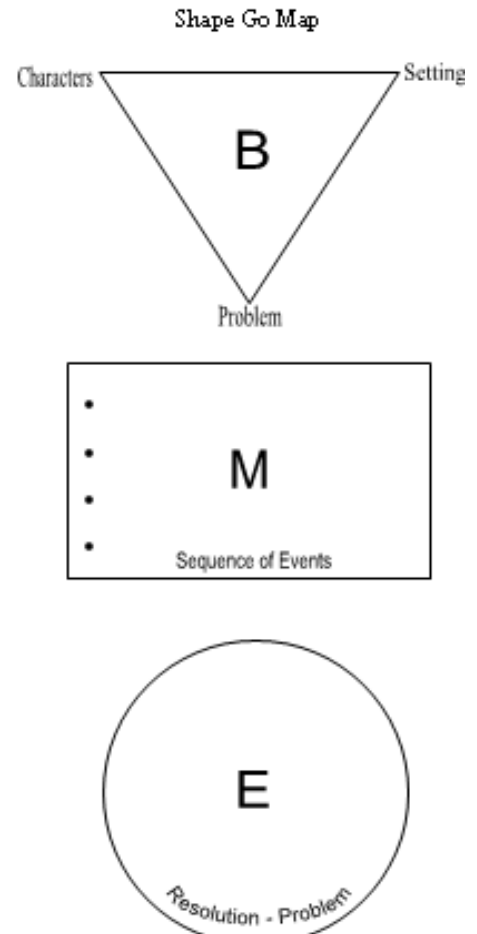 Shape Go Map
Characters
Setting
B
Problem
•
•
•
•
M
Sequence of Events
E
Resolution - Problem